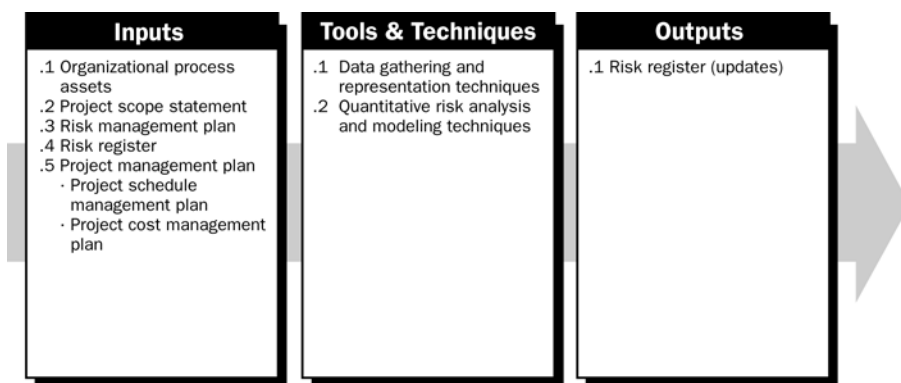 Inputs
.1 Organizational process
assets
.2 Project scope statement
.3 Risk management plan
.4 Risk register
.5 Project management plan
· Project schedule
management plan
· Project cost management
plan
Tools & Techniques
.1 Data gathering and
representation techniques
.2 Quantitative risk analysis
and modeling techniques
Outputs
.1 Risk register (updates)